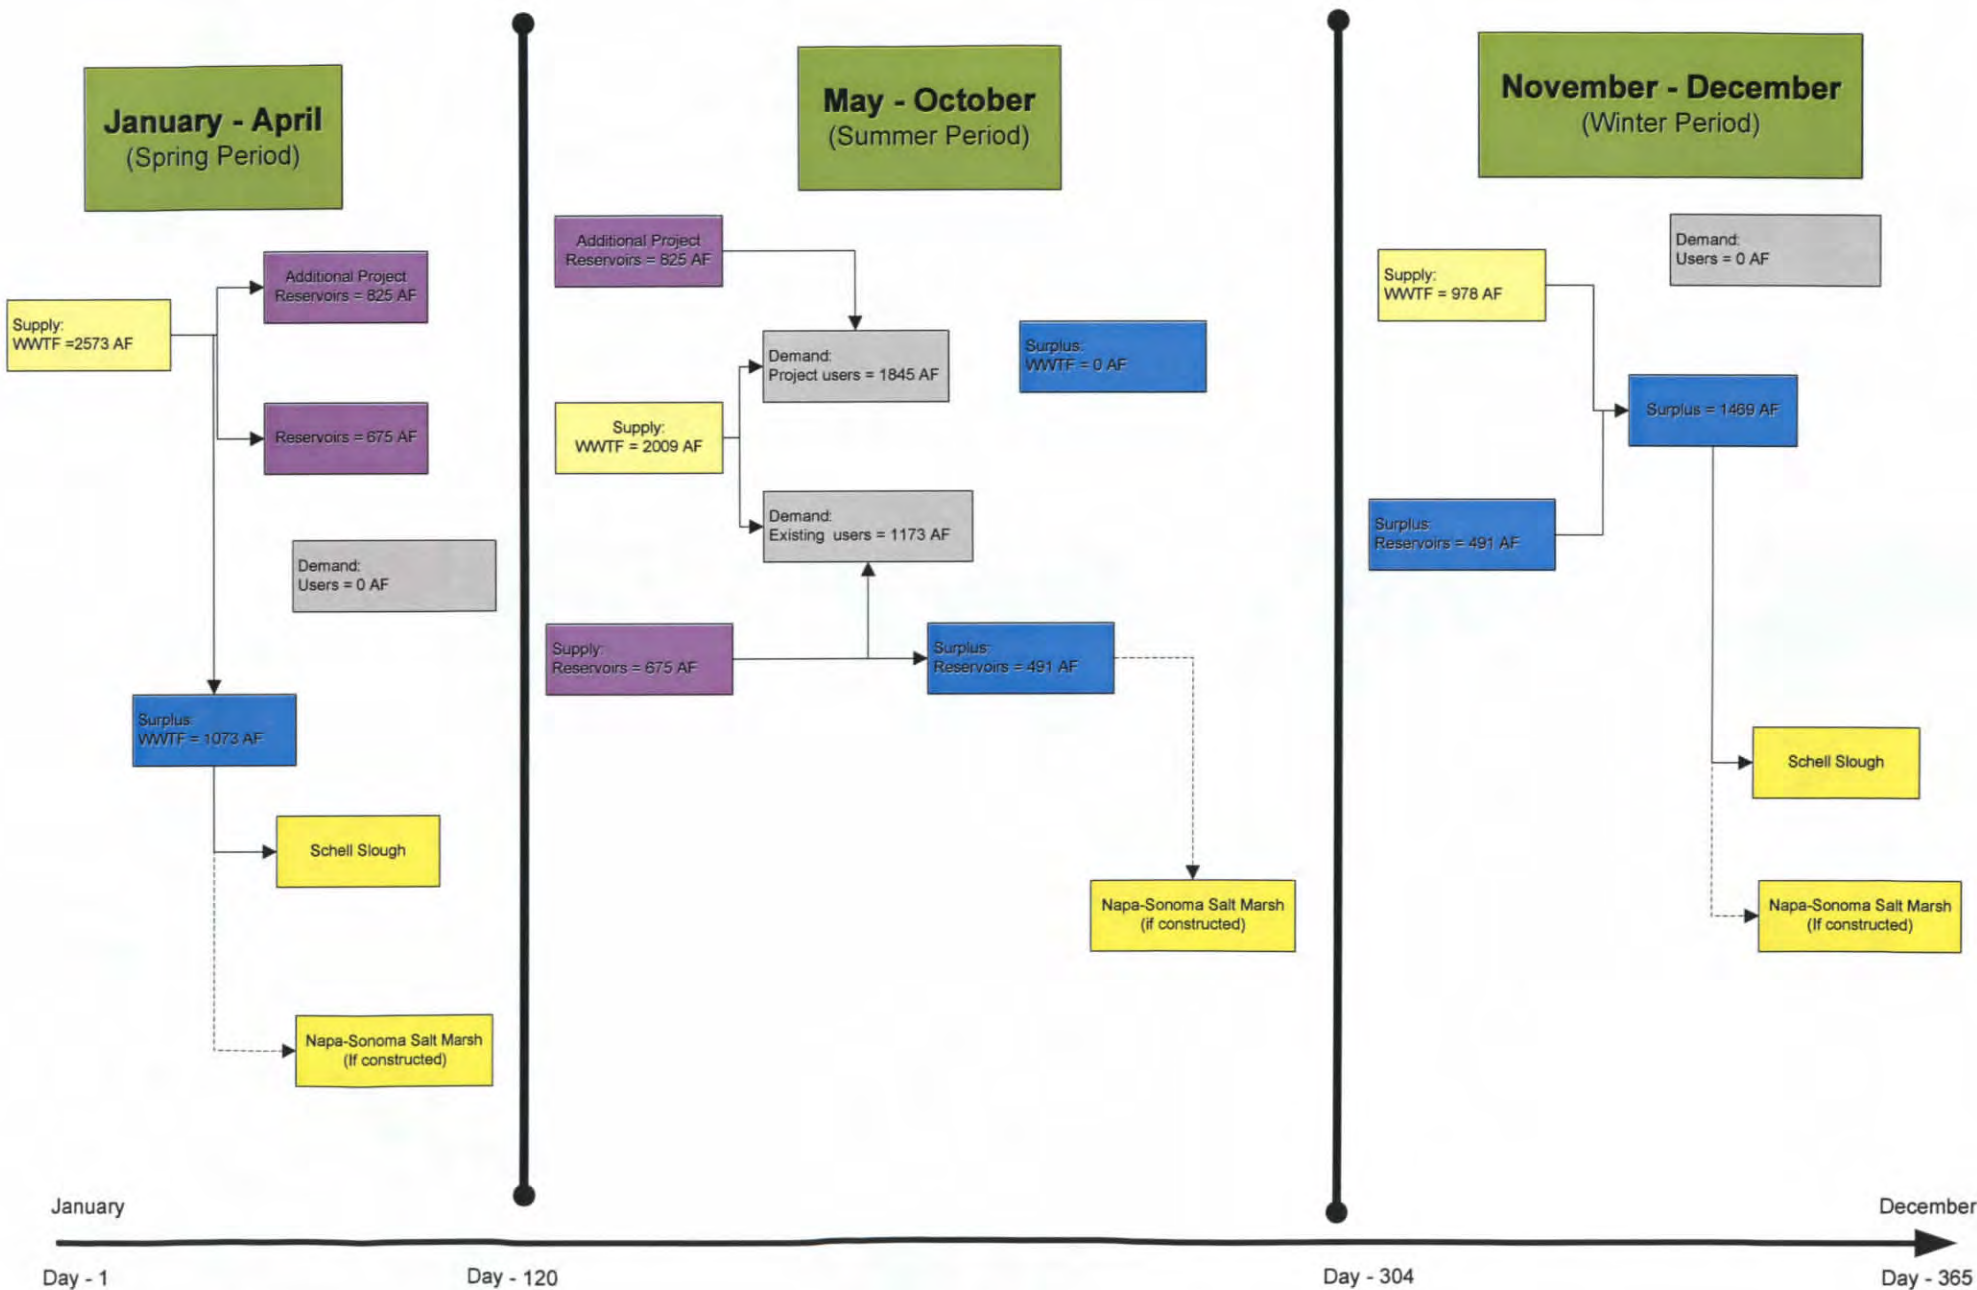 January - April
(Spring Period)
Supply:
WWTF =2573 AF
Additional Project
Reservoirs = 825 AF
Reservoirs = 675 AF
Demand:
Users = 0 AF
Surplus:
WWTF = 1073 AF
Schell Slough
Napa-Sonoma Salt Marsh
(If constructed)
May - October
(Summer Period)
Additional Project
Reservoirs = 825 AF
Demand:
Project users = 1845 AF
Surplus:
WWTF = 0 AF
Supply:
WWTF = 2009 AF
Demand:
Existing users = 1173 AF
Supply:
Reservoirs = 675 AF
Surplus:
Reservoirs = 491 AF
Napa-Sonoma Salt Marsh
(if constructed)
November - December
(Winter Period)
Demand:
Users = 0 AF
Supply:
WWTF = 978 AF
Surplus = 1469 AF
Surplus:
Reservoirs = 491 AF
Schell Slough
Napa-Sonoma Salt Marsh
(If constructed)
January
December
Day - 1
Day - 120
Day - 304
Day - 365